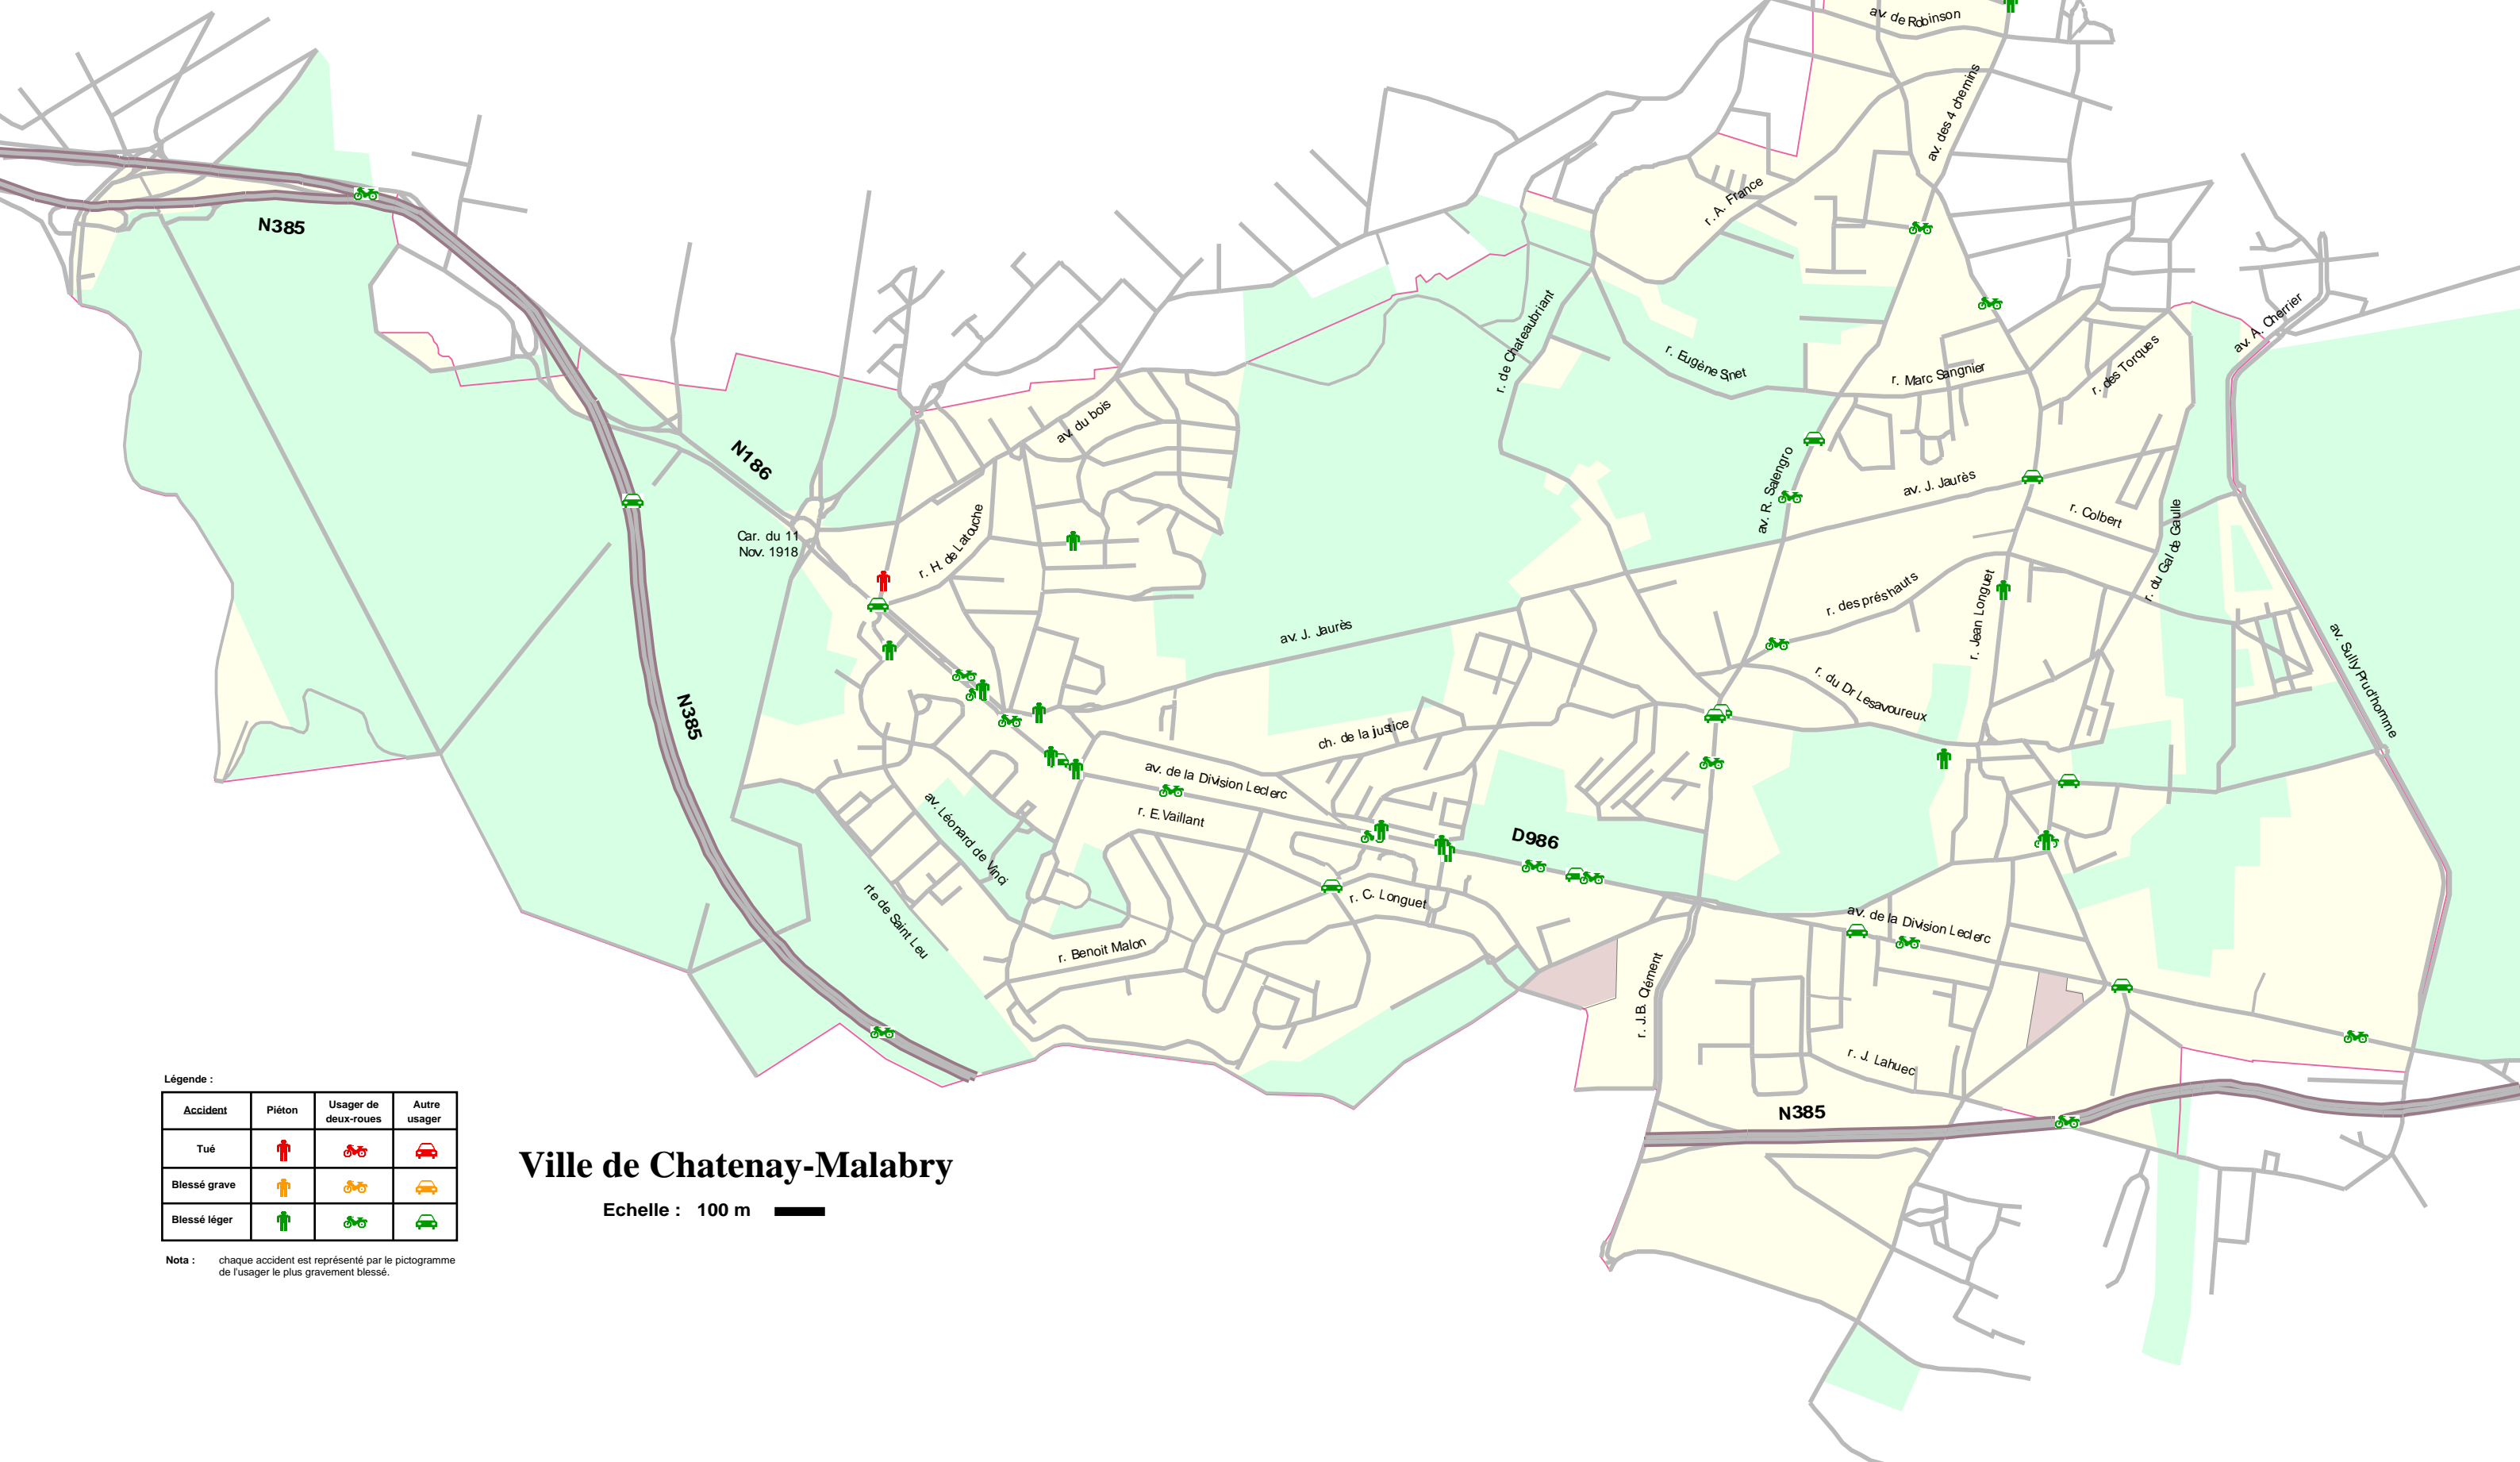 av. de Robinson
av. des 4 chemins
N385
r. A. France
av. A. Cherrier
r. de Chateaubriant
r. Eugène Sinet
r. Marc Sangnier
r. des Torques
av. du bois
N186
av. R. Salengro
av. J. Jaurès
r. Colbert
r. du Gal de Gaulle
Car. du 11
Nov. 1918
r. H. de Latouche
r. des préshauts
r. Jean Longuet
av. J. Jaurès
av. Sully Prud'homme
N385
r. du Dr Lesavoureux
ch. de la justice
av. de la Division Leclerc
r. E.Vaillant
av. Léonard de Vinci
D986
rte de Saint Leu
r. C. Longuet
r. Benoit Malon
av. de la Division Leclerc
r. J.B. Clément
r. J. Lahuec
N385
Légende :
Accident Piéton Usager de deux-roues Autre usager
Tué
Blessé grave
Blessé léger
Nota : chaque accident est représenté par le pictogramme
de l'usager le plus gravement blessé.
Ville de Chatenay-Malabry
Echelle : 100 m